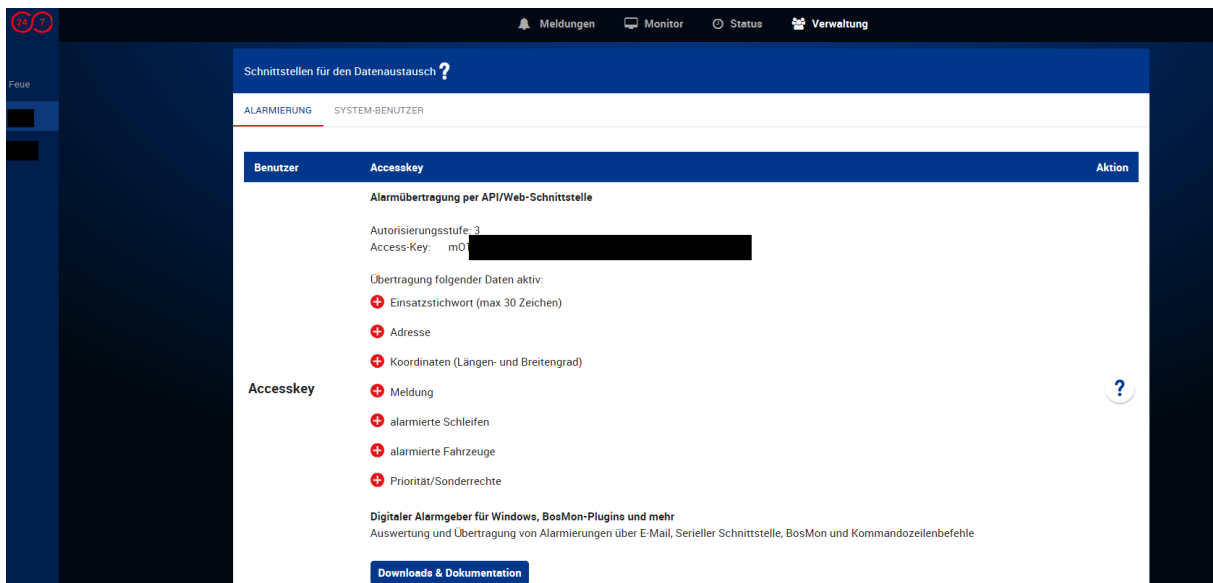 24 7
Meldungen Monitor Status Verwaltung
Feue
Schnittstellen für den Datenaustausch ?
ALARMIERUNG SYSTEM-BENUTZER
Benutzer Accesskey Aktion
Alarmübertragung per API/Web-Schnittstelle
Autorisierungsstufe: 3
Access-Key: mOT
Übertragung folgender Daten aktiv:
Einsatzstichwort (max 30 Zeichen)
Adresse
Koordinaten (Längen- und Breitengrad)
Accesskey Meldung ?
alarmierte Schleifen
alarmierte Fahrzeuge
Priorität/Sonderrechte
Digitaler Alarmgeber für Windows, BosMon-Plugins und mehr
Auswertung und Übertragung von Alarmierungen über E-Mail, Serieller Schnittstelle, BosMon und Kommandozeilenbefehle
Downloads & Dokumentation